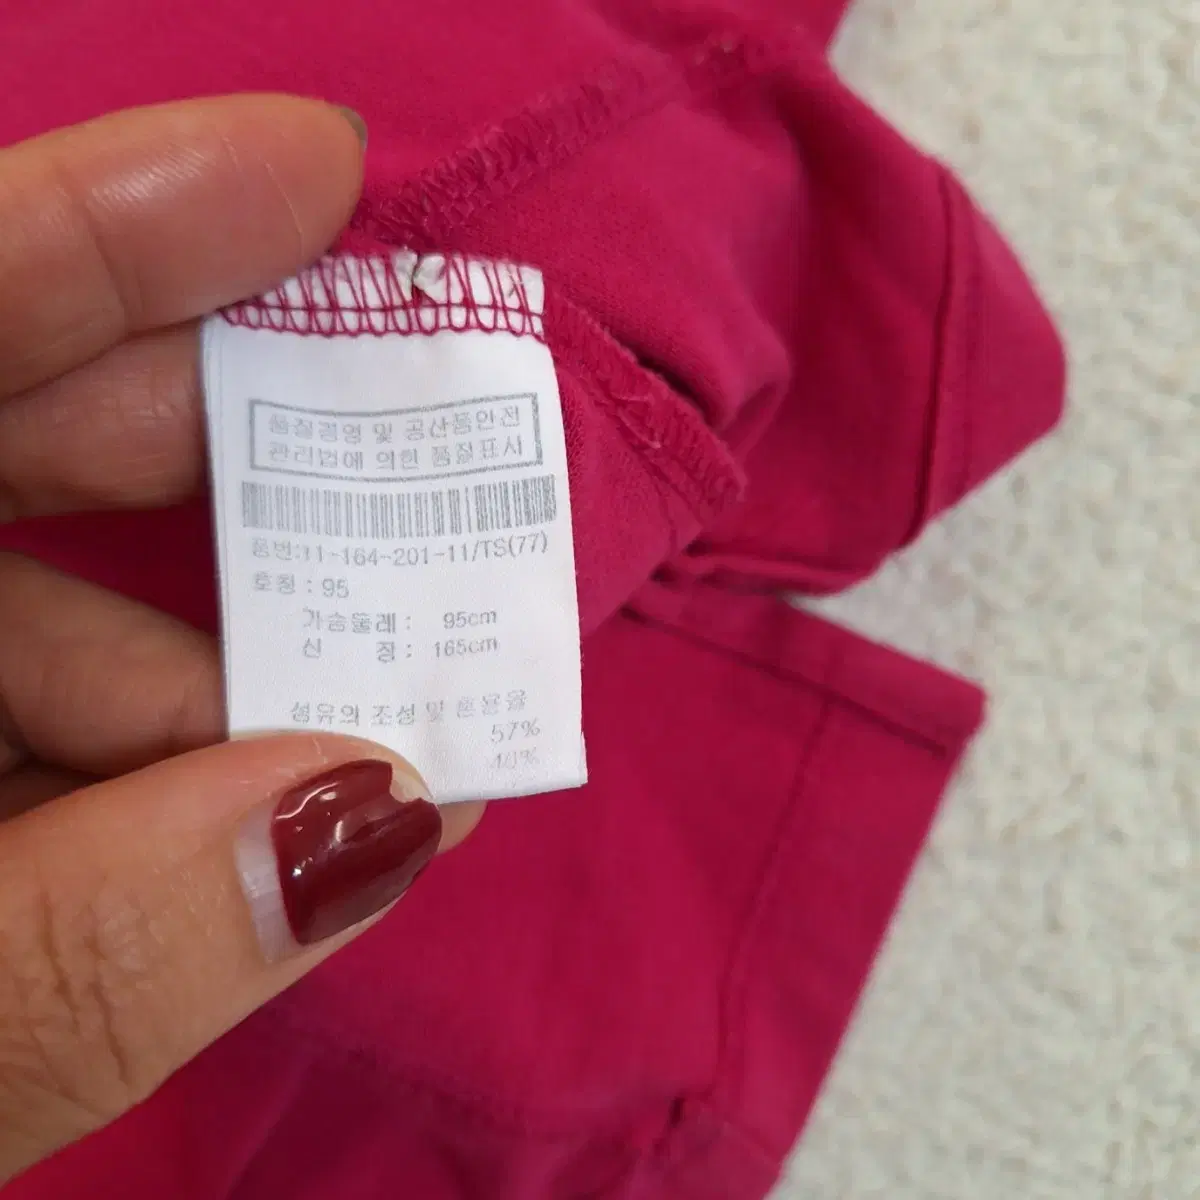 품질경영 및 공산품안전
관리법에 의한 품질표시
품번:11-164-201-11/TS(77)
호칭 : 95
가슴둘레 : 95cm
신 장 : 165cm
섬유의 조성 및 혼용율
57%
40%